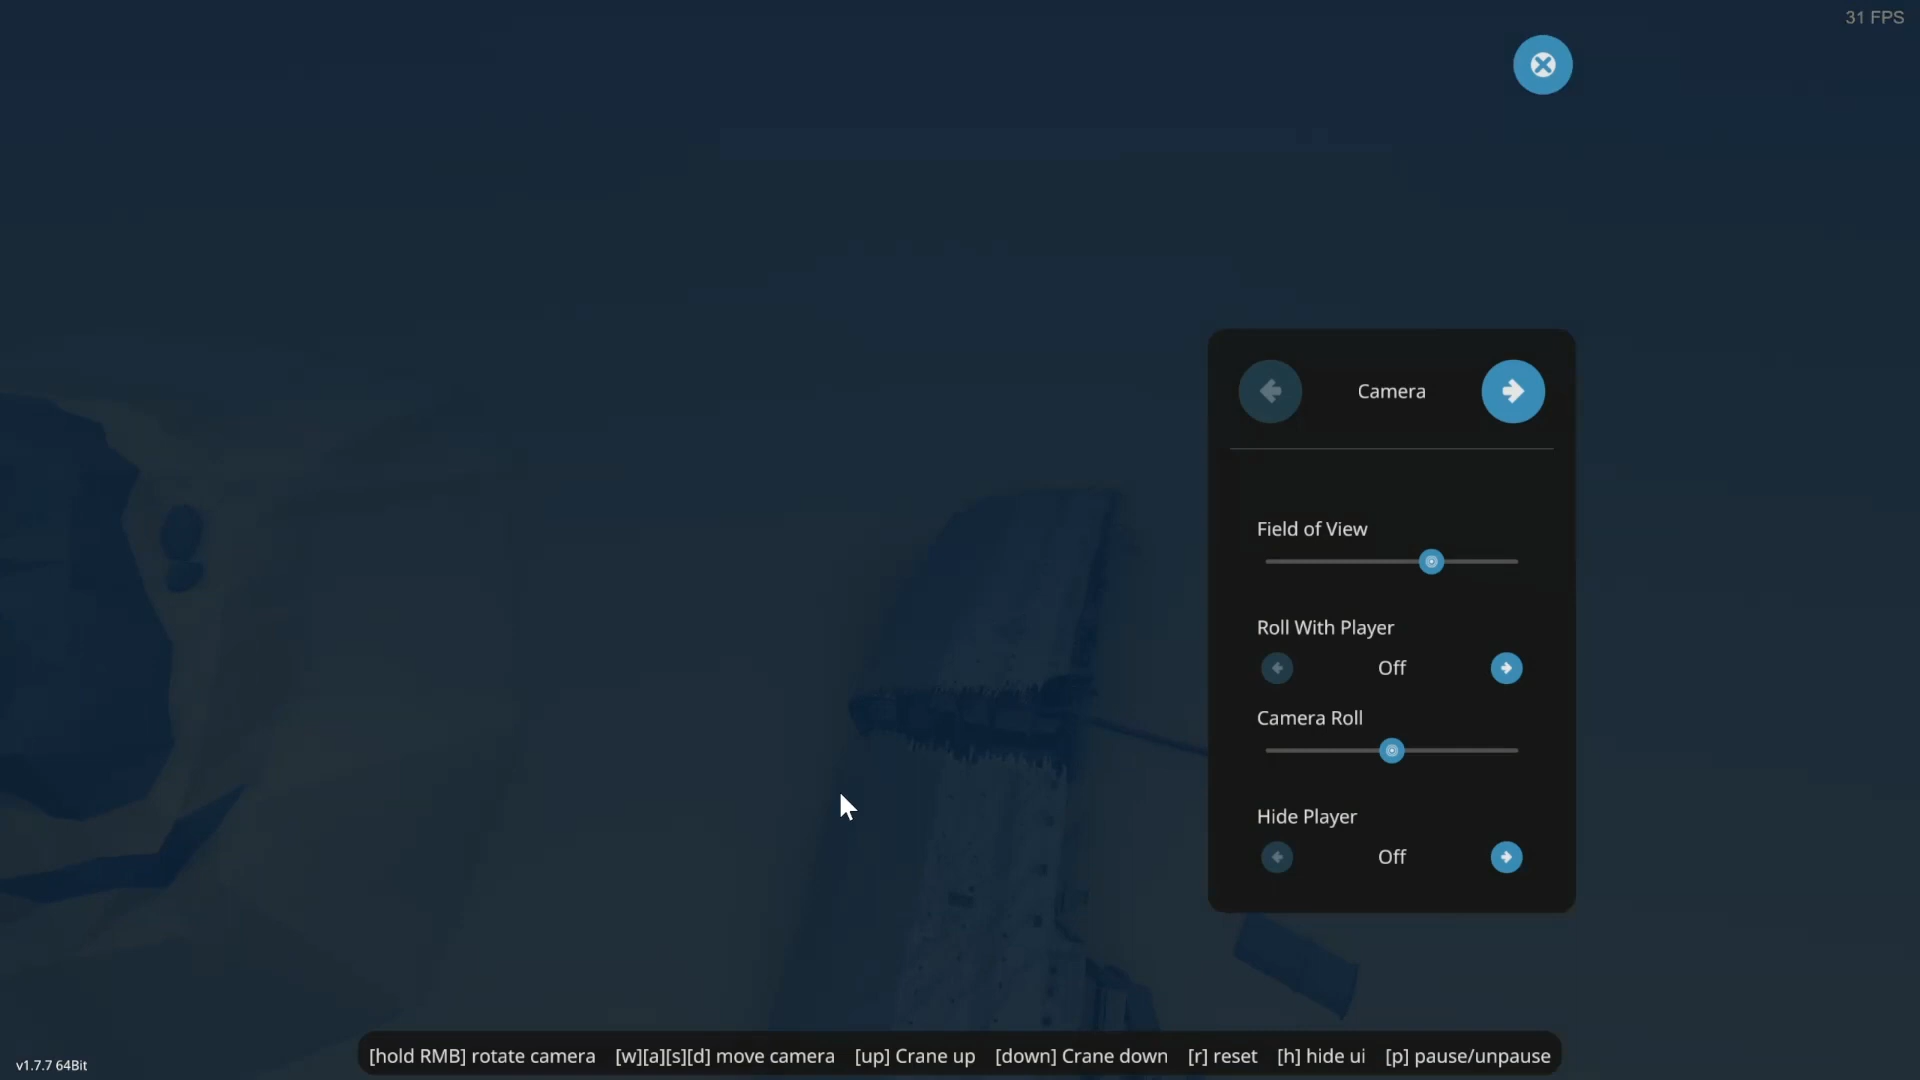 31 FPS
Camera
Field of View
Roll With Player
Off
Camera Roll
Hide Player
Off
[hold RMB] rotate camera [w][a][s][d] move camera [up] Crane up [down] Crane down [r] reset [h] hide ui [p] pause/unpause
v1.7.7 64Bit